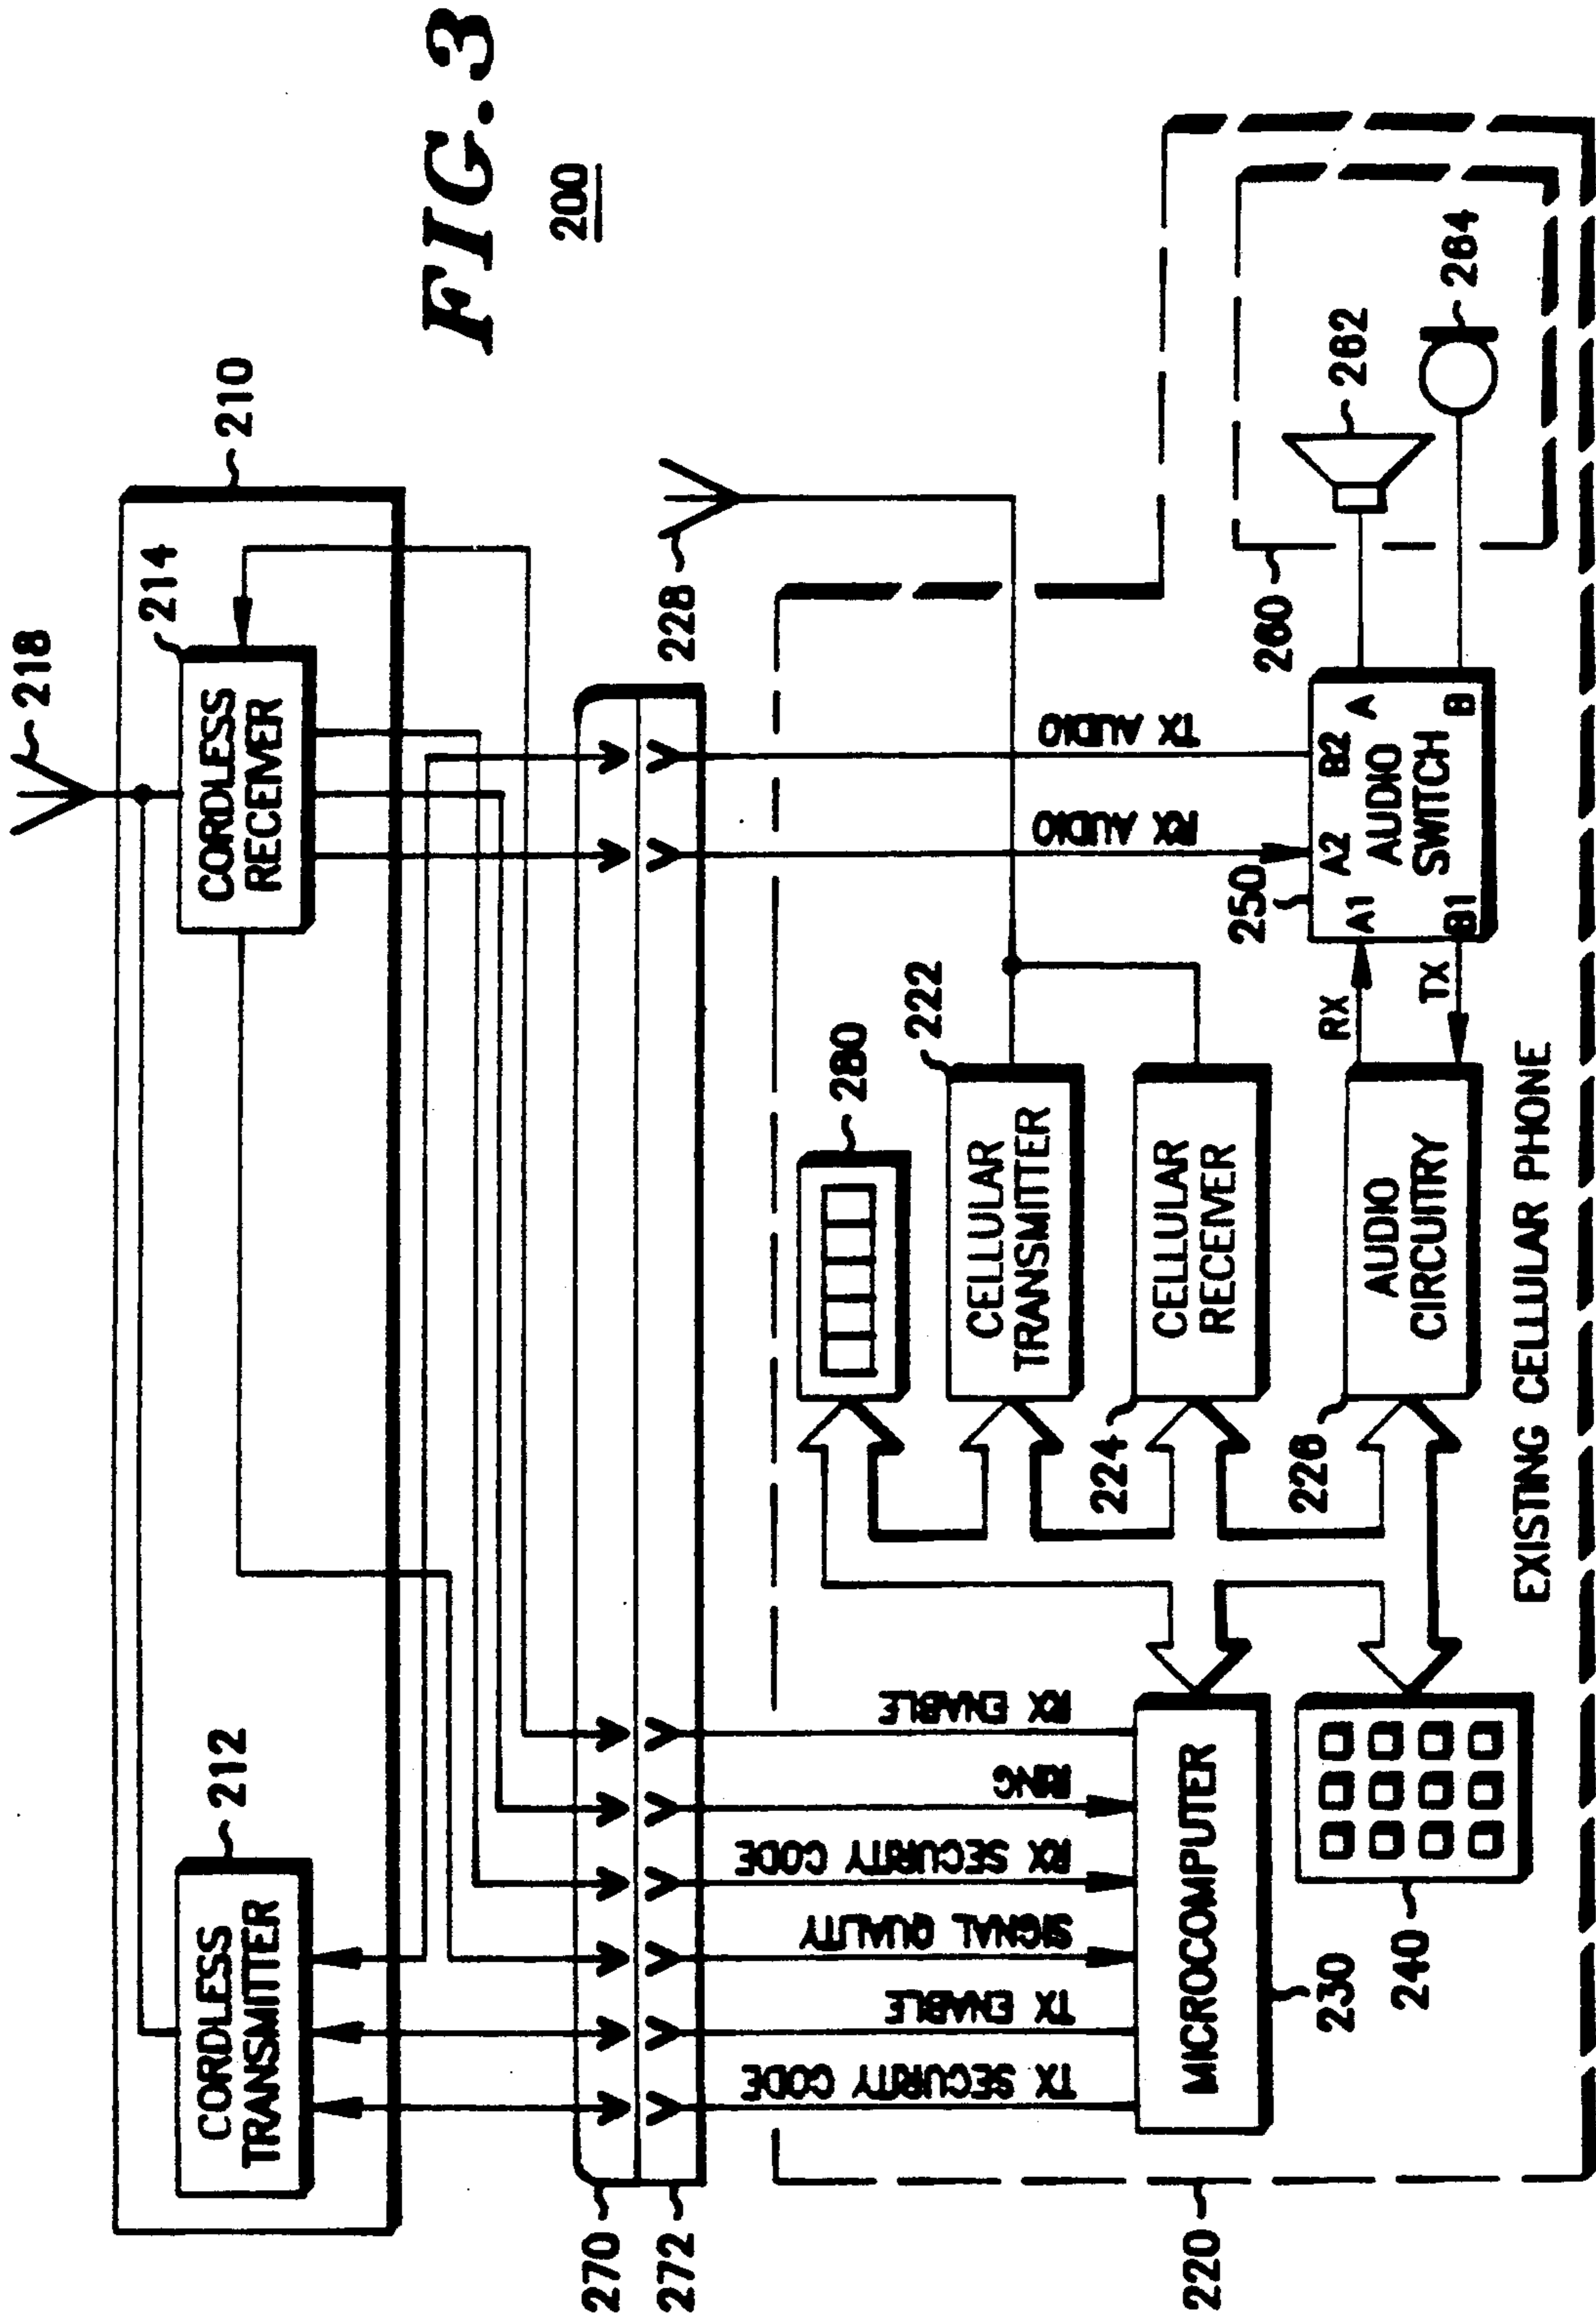 FIG. 3
200
218
210
212
CORDLESS
TRANSMITTER
214
CORDLESS
RECEIVER
270
272
228
TX SECURITY CODE
TX ENABLE
SIGNAL QUALITY
RX SECURITY CODE
RING
RX ENABLE
RX AUDIO
TX AUDIO
220
MICROCOMPUTER
230
240
280
222
CELLULAR
TRANSMITTER
224
CELLULAR
RECEIVER
226
AUDIO
CIRCUITRY
RX
TX
250
A1 A2 B2 A
AUDIO
SWITCH
B1 B
260
262
264
EXISTING CELLULAR PHONE